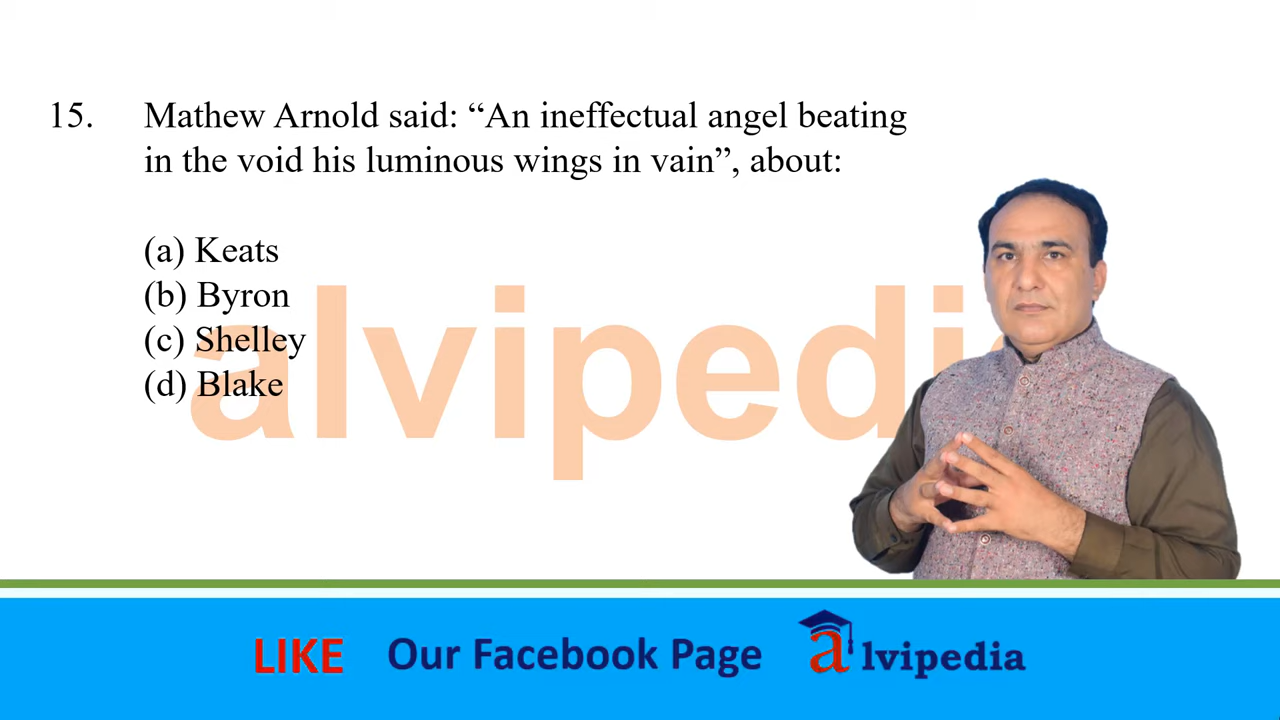 15. Mathew Arnold said: “An ineffectual angel beating
in the void his luminous wings in vain”, about:
(a) Keats
(b) Byron
(c) Shelley
(d) Blake
alvipedi
LIKE Our Facebook Page alvipedia